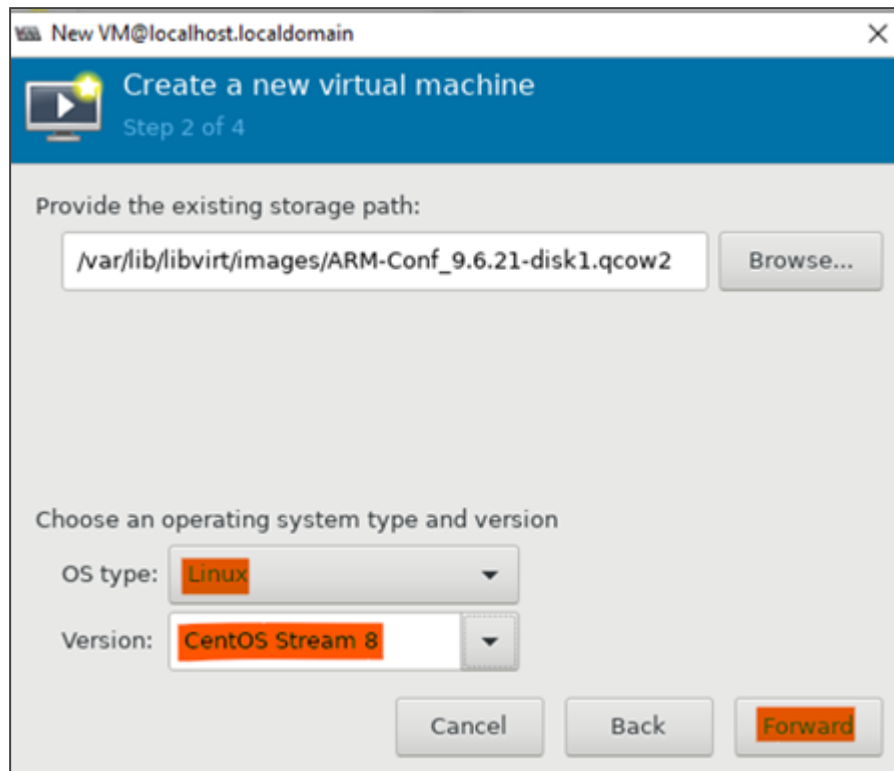 New VM@localhost.localdomain
Create a new virtual machine
Step 2 of 4
Provide the existing storage path:
/var/lib/libvirt/images/ARM-Conf_9.6.21-disk1.qcow2 Browse...
Choose an operating system type and version
OS type: Linux
Version: CentOS Stream 8
Cancel Back Forward